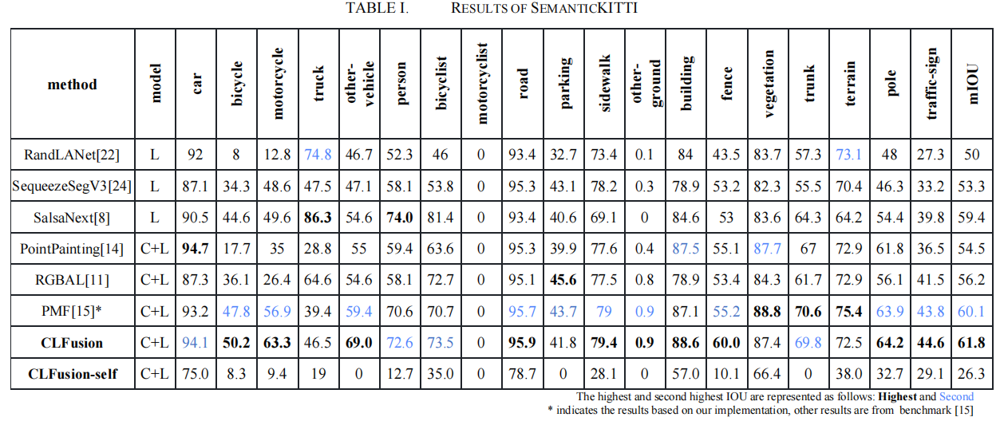 TABLE I. RESULTS OF SEMANTICKITTI
method model car bicycle motorcycle truck other-vehicle person bicyclist motorcyclist road parking sidewalk other-ground building fence vegetation trunk terrain pole traffic-sign mIOU
RandLANet[22] L 92 8 12.8 74.8 46.7 52.3 46 0 93.4 32.7 73.4 0.1 84 43.5 83.7 57.3 73.1 48 27.3 50
SequeezeSegV3[24] L 87.1 34.3 48.6 47.5 47.1 58.1 53.8 0 95.3 43.1 78.2 0.3 78.9 53.2 82.3 55.5 70.4 46.3 33.2 53.3
SalsaNext[8] L 90.5 44.6 49.6 86.3 54.6 74.0 81.4 0 93.4 40.6 69.1 0 84.6 53 83.6 64.3 64.2 54.4 39.8 59.4
PointPainting[14] C+L 94.7 17.7 35 28.8 55 59.4 63.6 0 95.3 39.9 77.6 0.4 87.5 55.1 87.7 67 72.9 61.8 36.5 54.5
RGBAL[11] C+L 87.3 36.1 26.4 64.6 54.6 58.1 72.7 0 95.1 45.6 77.5 0.8 78.9 53.4 84.3 61.7 72.9 56.1 41.5 56.2
PMF[15]* C+L 93.2 47.8 56.9 39.4 59.4 70.6 70.7 0 95.7 43.7 79 0.9 87.1 55.2 88.8 70.6 75.4 63.9 43.8 60.1
CLFusion C+L 94.1 50.2 63.3 46.5 69.0 72.6 73.5 0 95.9 41.8 79.4 0.9 88.6 60.0 87.4 69.8 72.5 64.2 44.6 61.8
CLFusion-self C+L 75.0 8.3 9.4 19 0 12.7 35.0 0 78.7 0 28.1 0 57.0 10.1 66.4 0 38.0 32.7 29.1 26.3
The highest and second highest IOU are represented as follows: Highest and Second
* indicates the results based on our implementation, other results are from benchmark [15]